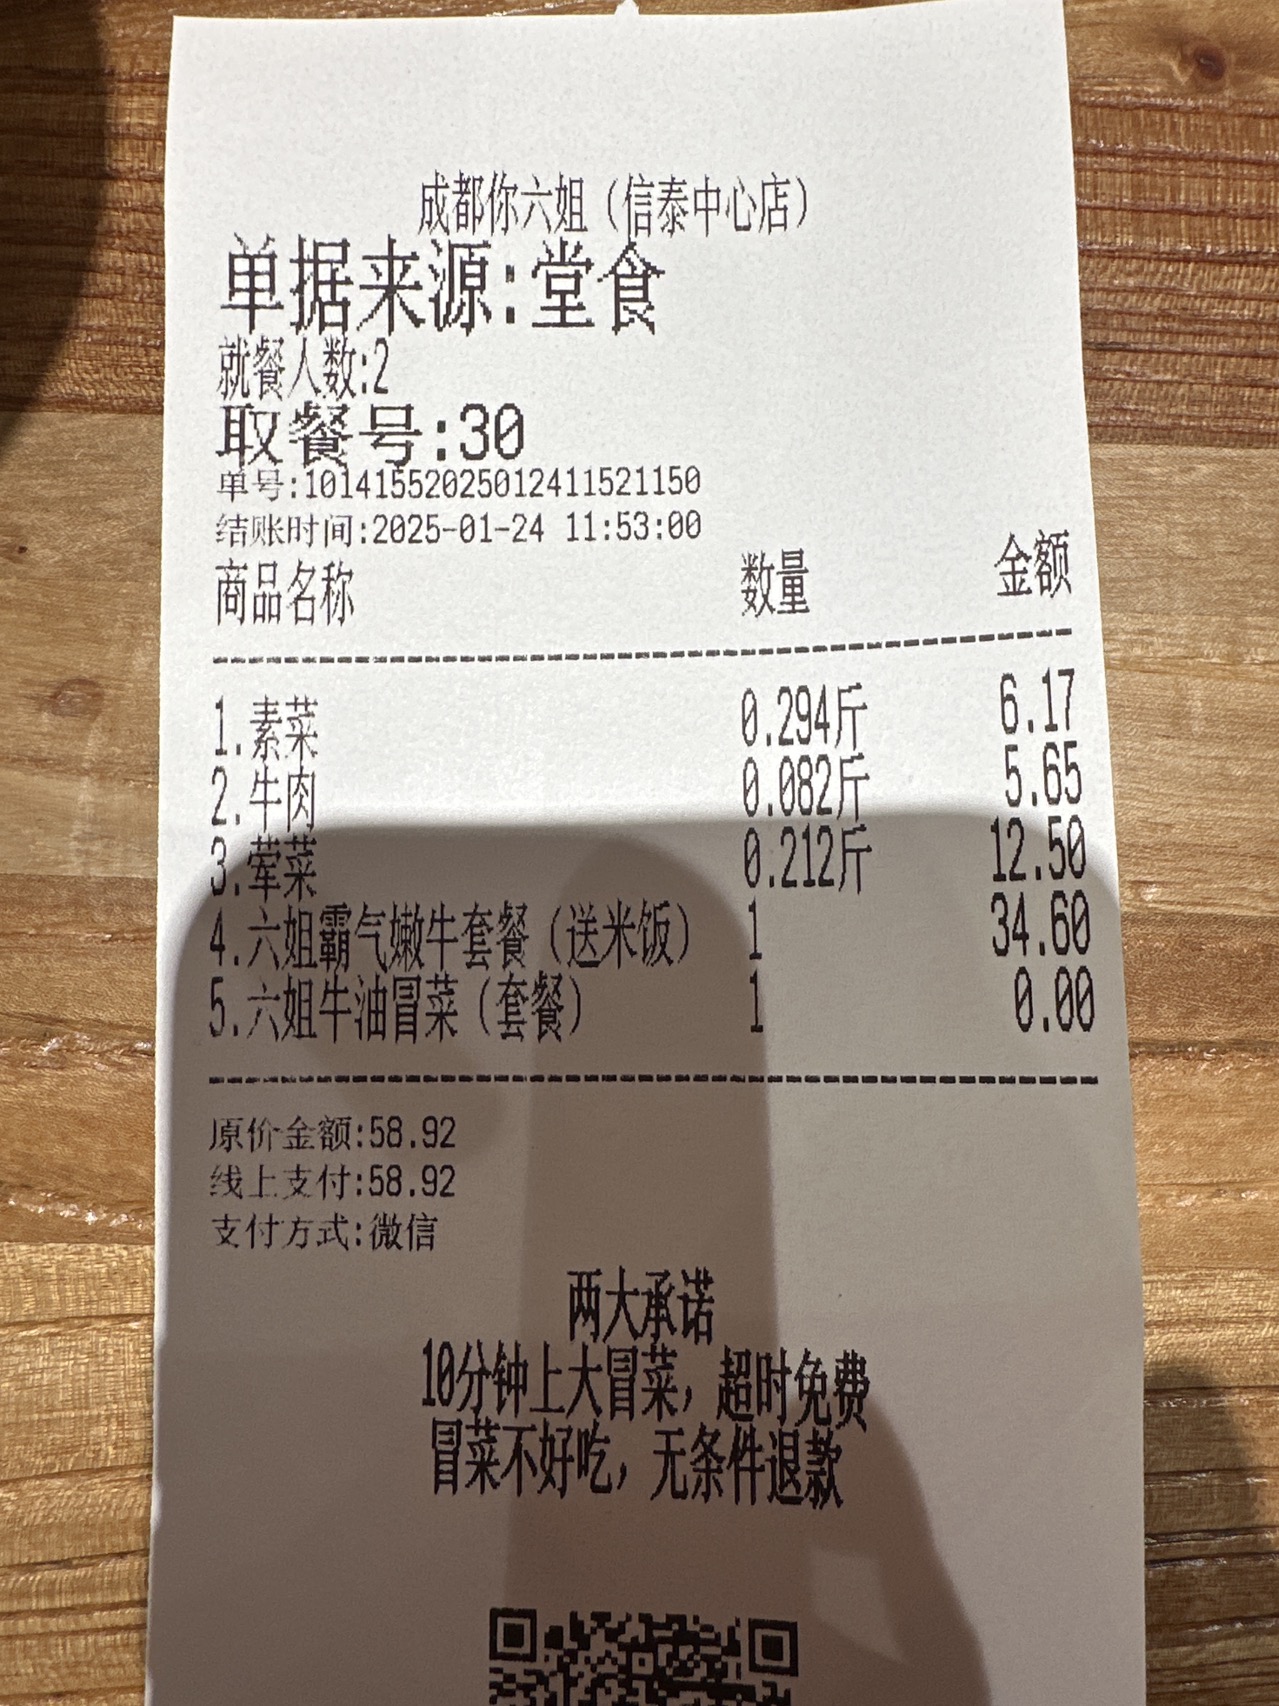 成都你六姐（信泰中心店）
单据来源:堂食
就餐人数:2
取餐号:30
单号:10141552025012411521150
结账时间:2025-01-24 11:53:00
商品名称 数量 金额
1.素菜 0.294斤 6.17
2.牛肉 0.082斤 5.65
3.荤菜 0.212斤 12.50
4.六姐霸气嫩牛套餐（送米饭） 1 34.60
5.六姐牛油冒菜（套餐） 1 0.00
原价金额:58.92
线上支付:58.92
支付方式:微信
两大承诺
10分钟上大冒菜，超时免费
冒菜不好吃，无条件退款